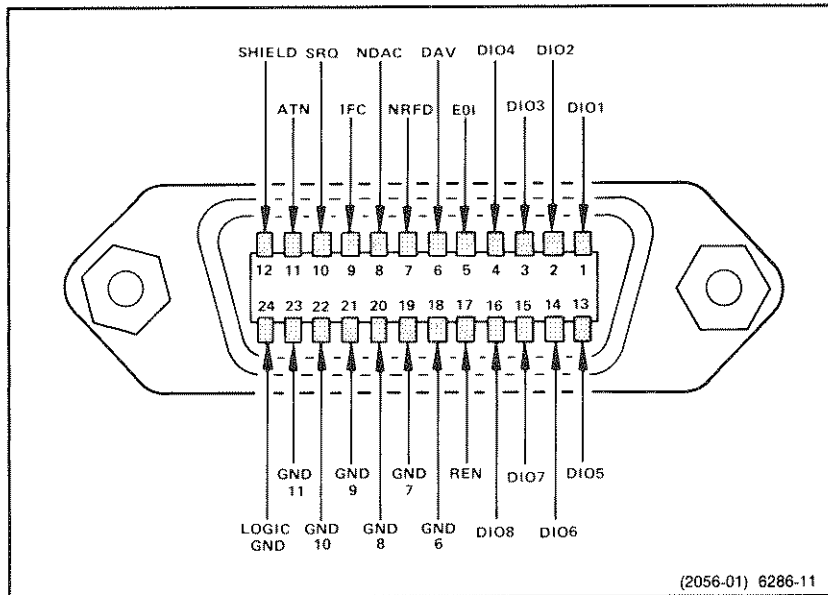 SHIELD SRQ NDAC DAV DIO4 DIO2
ATN IFC NRFD EOI DIO3 DIO1
12 11 10 9 8 7 6 5 4 3 2 1
24 23 22 21 20 19 18 17 16 15 14 13
GND 11 GND 9 GND 7 REN DIO7 DIO5
LOGIC GND GND 10 GND 8 GND 6 DIO8 DIO6
(2056-01) 6286-11